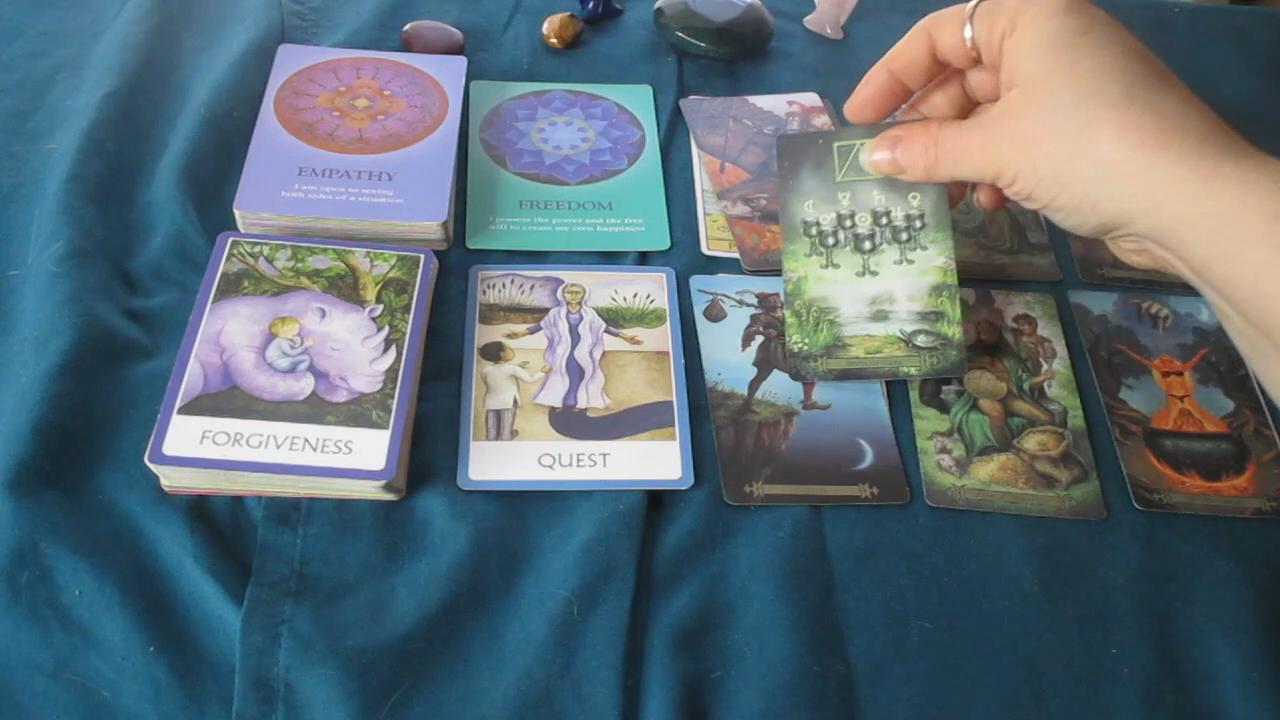 EMPATHY
I am open to seeing
both sides of a situation
FREEDOM
I possess the power and the free
will to create my own happiness
FORGIVENESS
QUEST